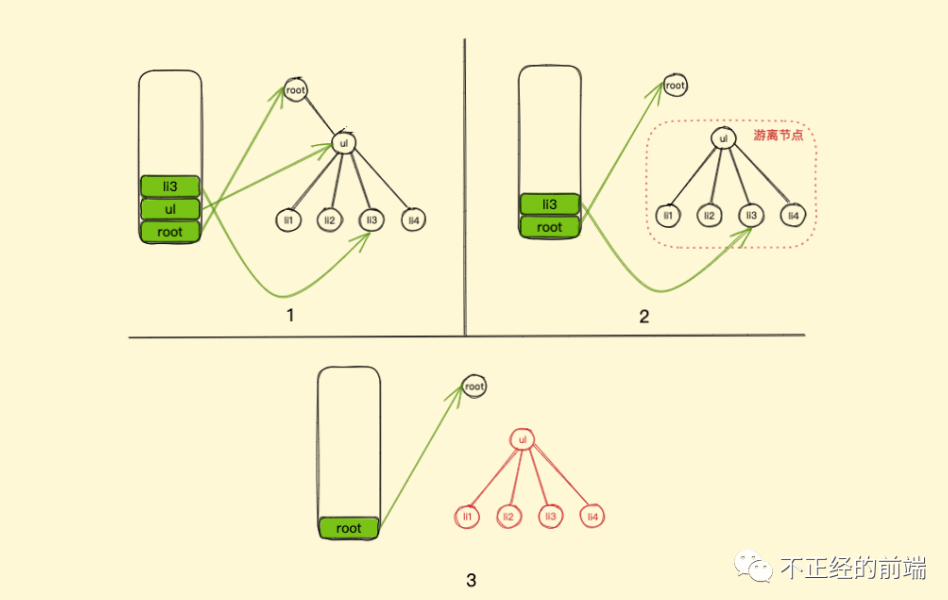 root
ul
li3
ul
root
li1
li2
li3
li4
1
root
游离节点
ul
li3
root
li1
li2
li3
li4
2
root
ul
li1
li2
li3
li4
root
3
不正经的前端